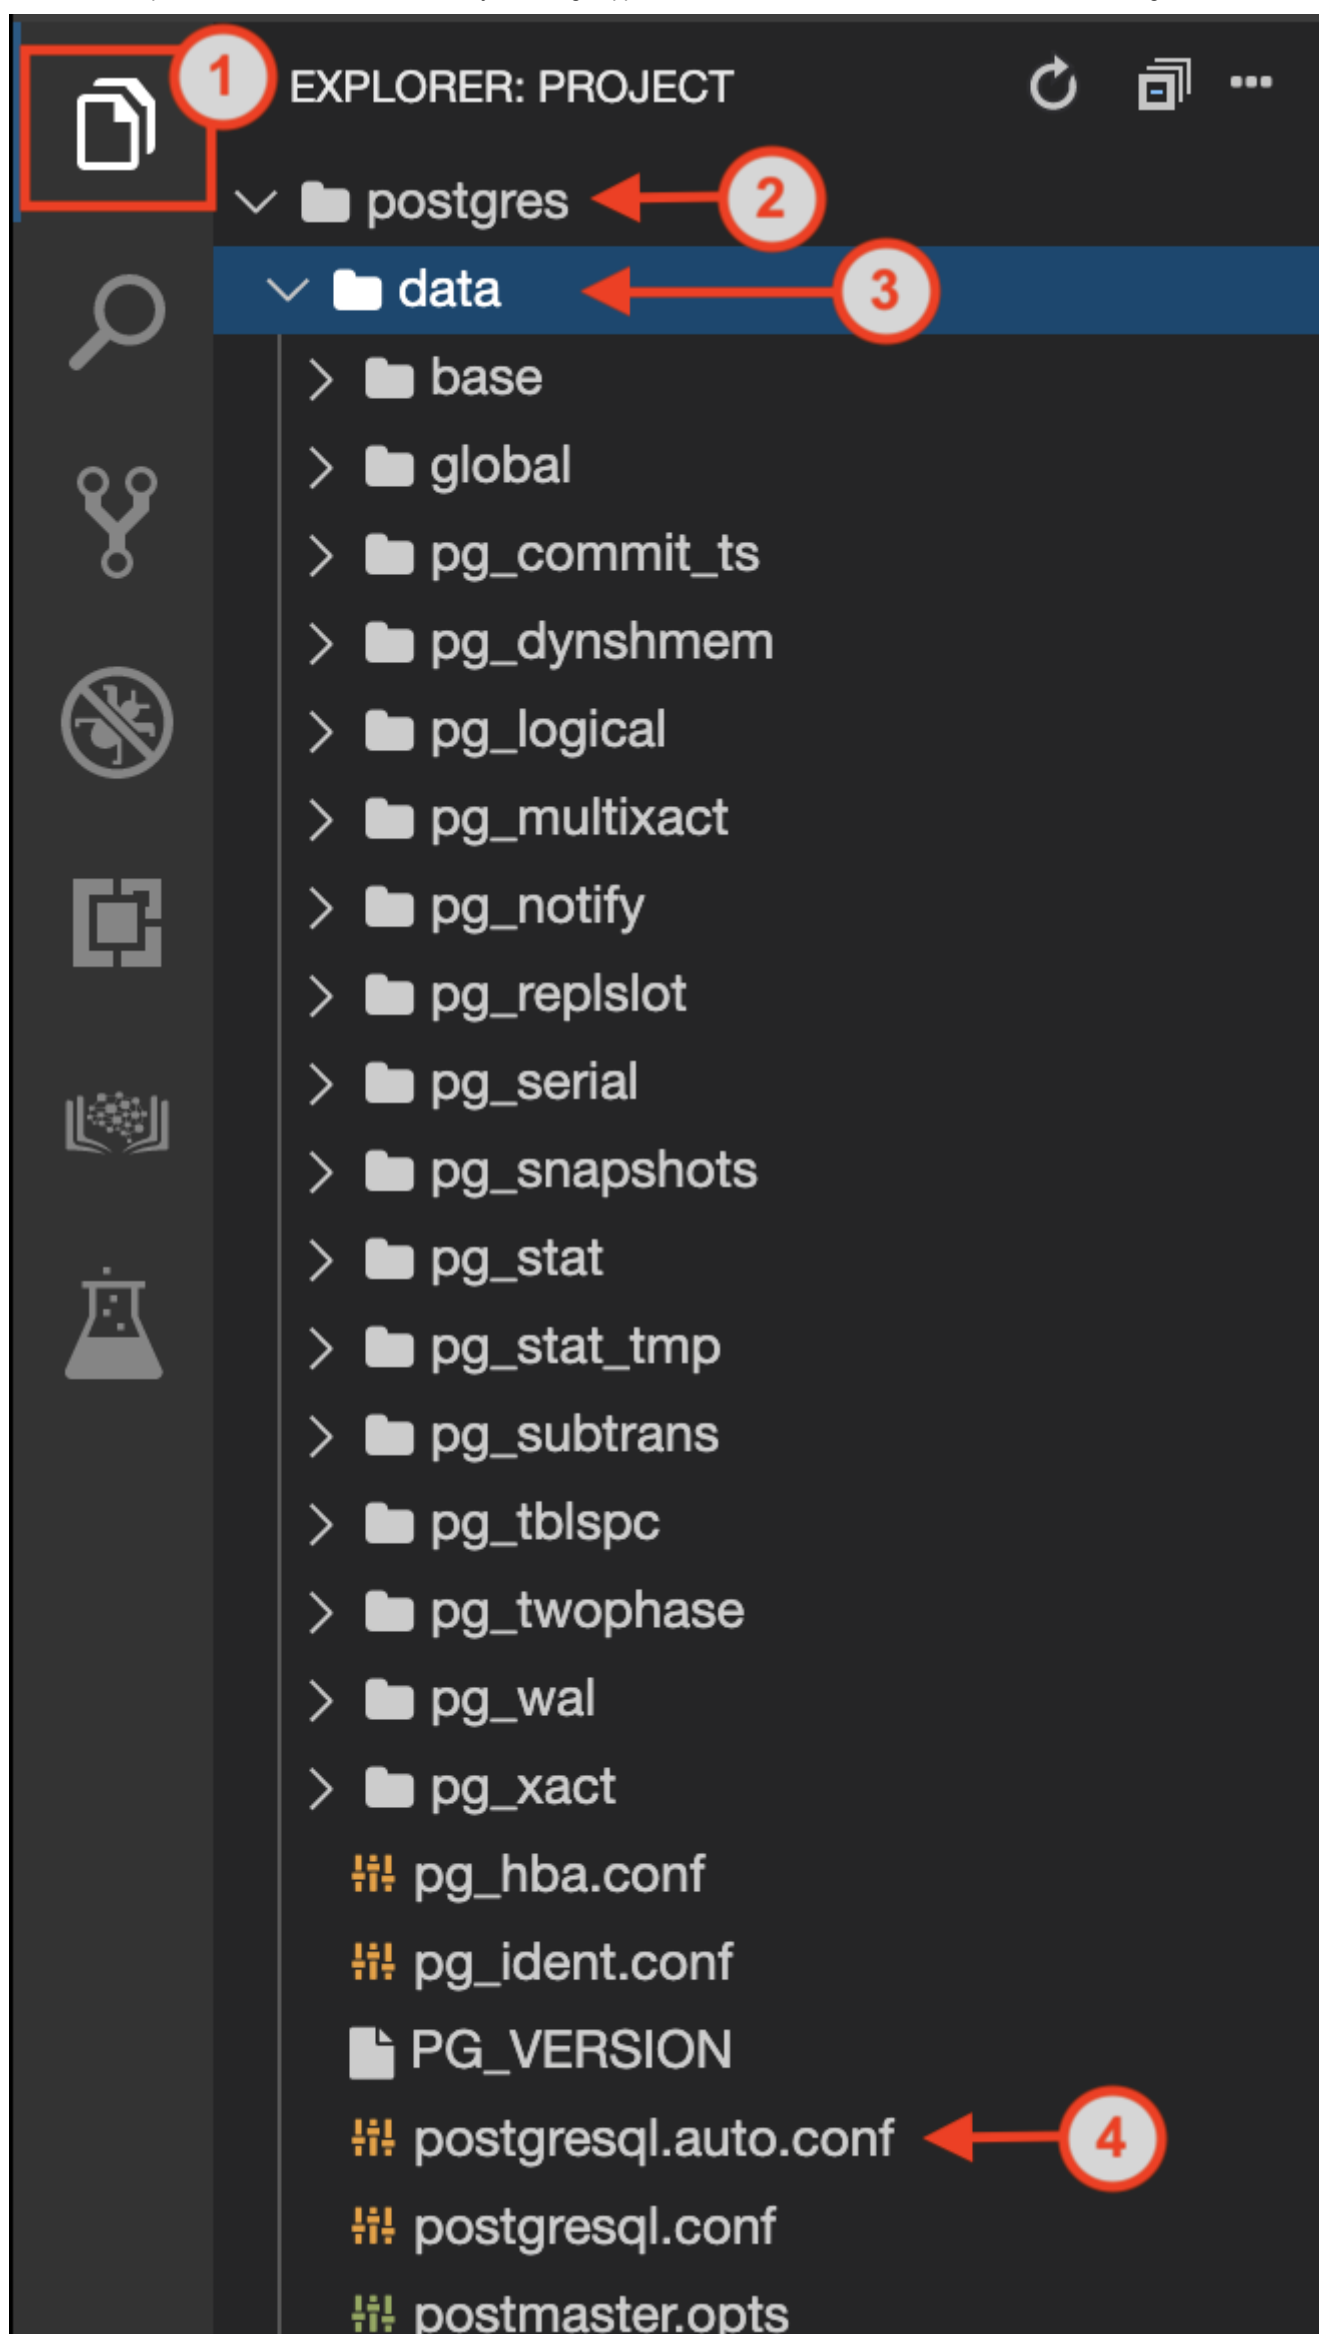 1 EXPLORER: PROJECT
postgres 2
data 3
base
global
pg_commit_ts
pg_dynshmem
pg_logical
pg_multixact
pg_notify
pg_replslot
pg_serial
pg_snapshots
pg_stat
pg_stat_tmp
pg_subtrans
pg_tblspc
pg_twophase
pg_wal
pg_xact
pg_hba.conf
pg_ident.conf
PG_VERSION
postgresql.auto.conf 4
postgresql.conf
postmaster.opts